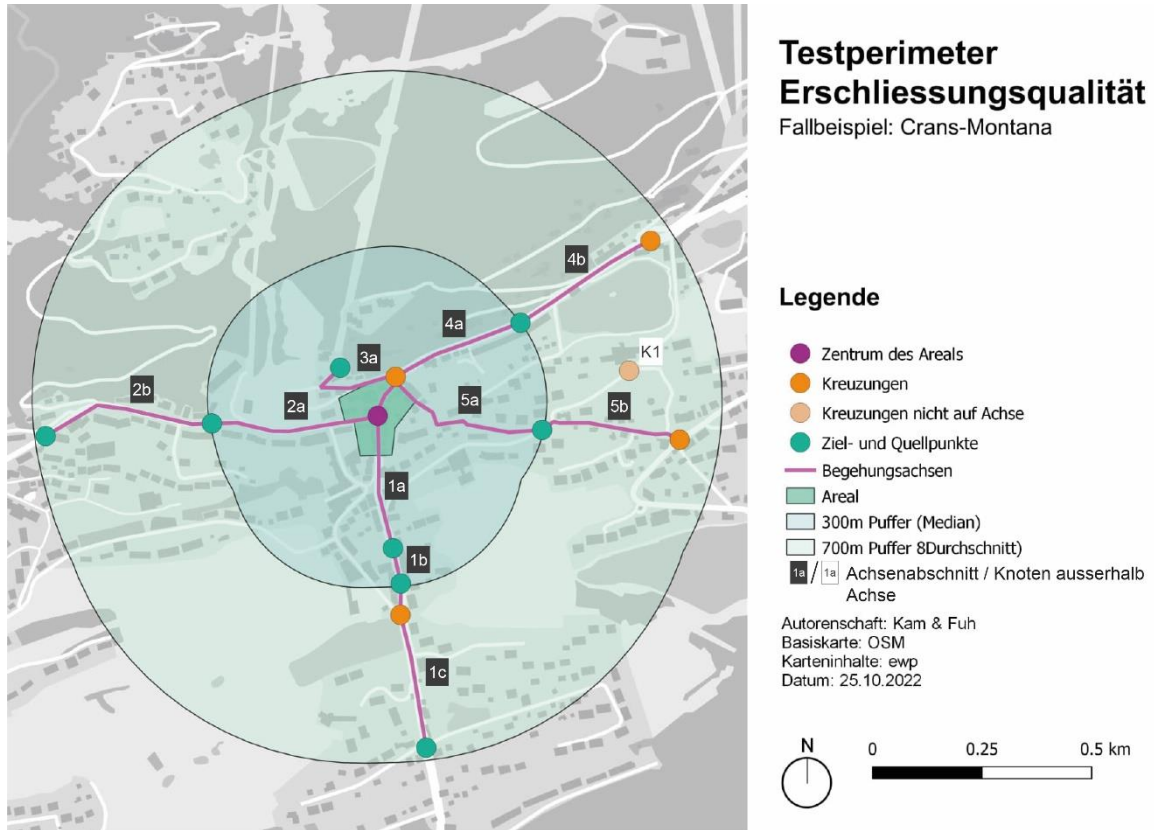 Testperimeter
Erschliessungsqualität
Fallbeispiel: Crans-Montana
4b
4a
K1
3a
2b
2a
5a
5b
1a
1b
1c
Legende
Zentrum des Areals
Kreuzungen
Kreuzungen nicht auf Achse
Ziel- und Quellpunkte
Begehungsachsen
Areal
300m Puffer (Median)
700m Puffer 8Durchschnitt)
1a / 1a Achsenabschnitt / Knoten ausserhalb
Achse
Autorenschaft: Kam & Fuh
Basiskarte: OSM
Karteninhalte: ewp
Datum: 25.10.2022
N
0 0.25 0.5 km